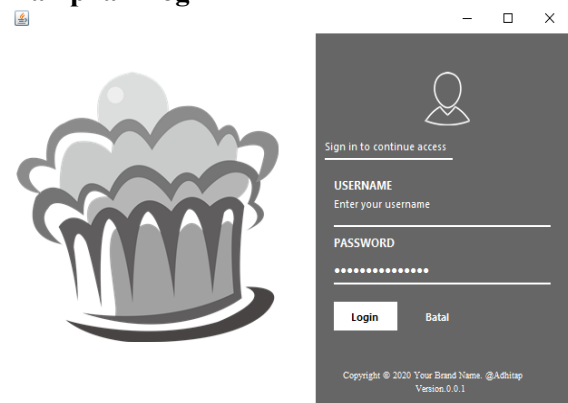 Sign in to continue access
USERNAME
Enter your username
PASSWORD
•••••••••••••••
Login
Batal
Copyright © 2020 Your Brand Name. @Adhitap
Version.0.0.1